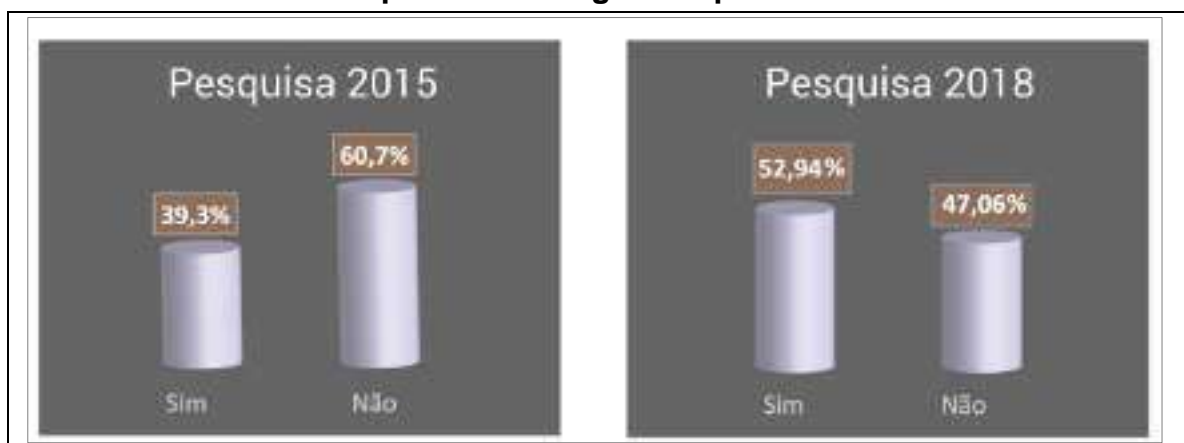 Pesquisa 2015
60,7%
39,3%
Sim
Não
Pesquisa 2018
52,94%
47,06%
Sim
Não